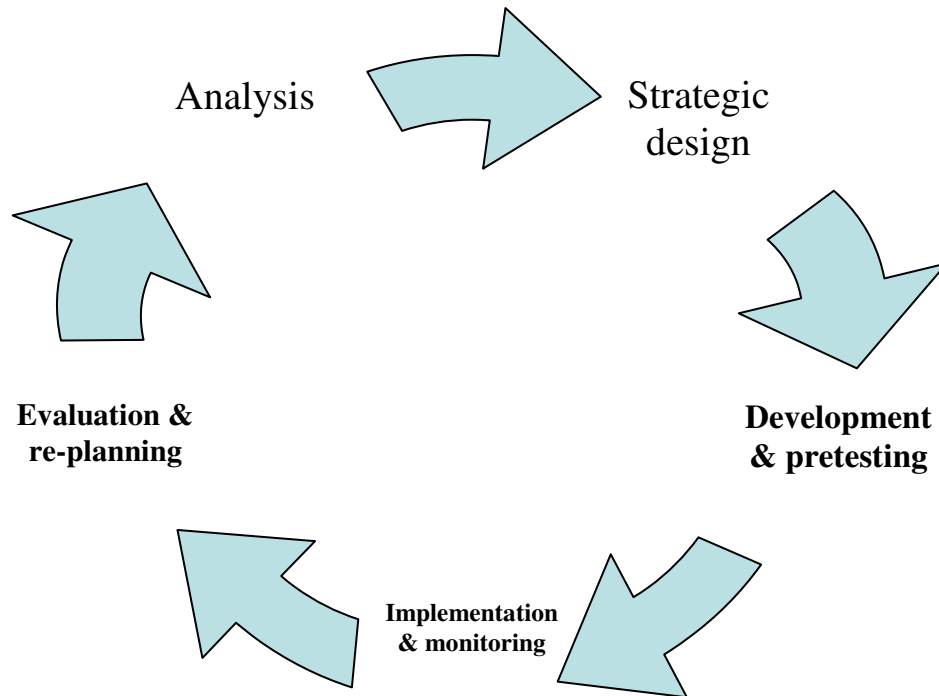 Analysis
Strategic
design
Development
& pretesting
Implementation
& monitoring
Evaluation &
re-planning